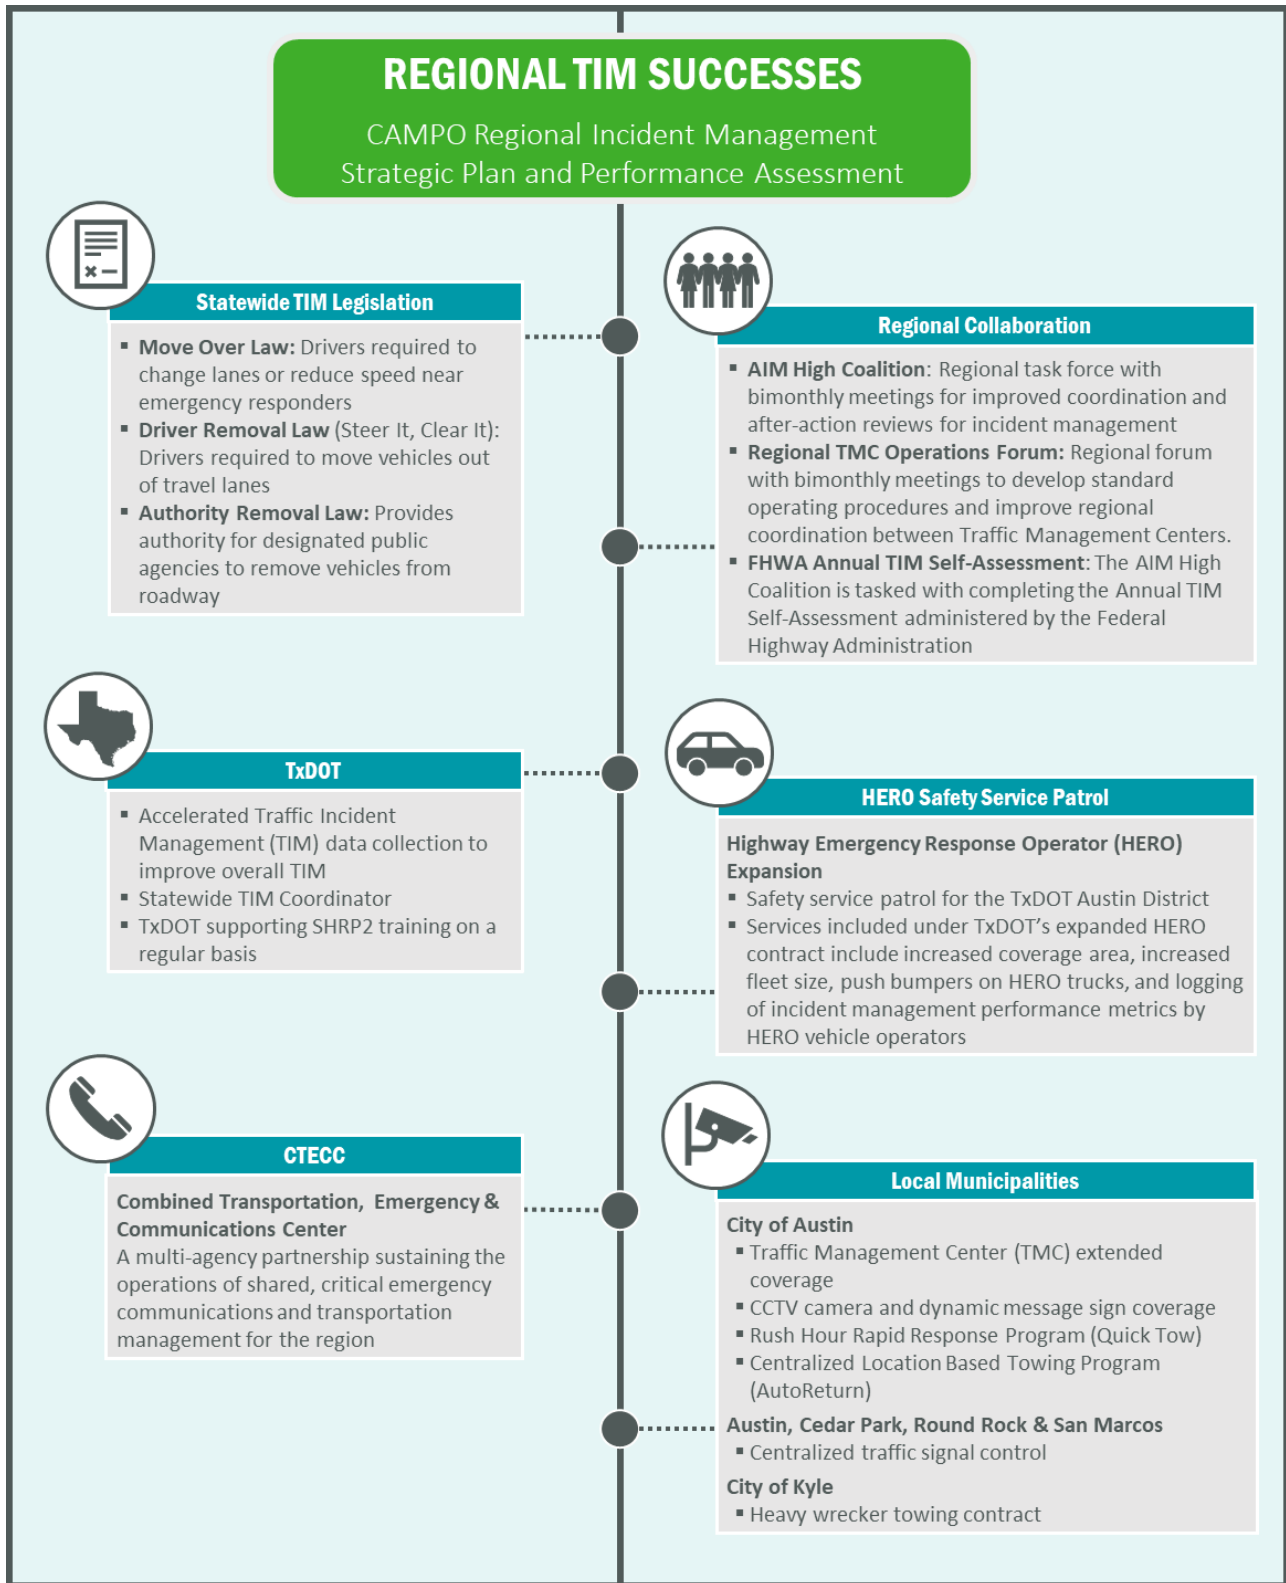 REGIONAL TIM SUCCESSES
CAMPO Regional Incident Management
Strategic Plan and Performance Assessment
Statewide TIM Legislation
▪ Move Over Law: Drivers required to
change lanes or reduce speed near
emergency responders
▪ Driver Removal Law (Steer It, Clear It):
Drivers required to move vehicles out
of travel lanes
▪ Authority Removal Law: Provides
authority for designated public
agencies to remove vehicles from
roadway
Regional Collaboration
▪ AIM High Coalition: Regional task force with
bimonthly meetings for improved coordination and
after-action reviews for incident management
▪ Regional TMC Operations Forum: Regional forum
with bimonthly meetings to develop standard
operating procedures and improve regional
coordination between Traffic Management Centers.
▪ FHWA Annual TIM Self-Assessment: The AIM High
Coalition is tasked with completing the Annual TIM
Self-Assessment administered by the Federal
Highway Administration
TxDOT
▪ Accelerated Traffic Incident
Management (TIM) data collection to
improve overall TIM
▪ Statewide TIM Coordinator
▪ TxDOT supporting SHRP2 training on a
regular basis
HERO Safety Service Patrol
Highway Emergency Response Operator (HERO)
Expansion
▪ Safety service patrol for the TxDOT Austin District
▪ Services included under TxDOT’s expanded HERO
contract include increased coverage area, increased
fleet size, push bumpers on HERO trucks, and logging
of incident management performance metrics by
HERO vehicle operators
CTECC
Combined Transportation, Emergency &
Communications Center
A multi-agency partnership sustaining the
operations of shared, critical emergency
communications and transportation
management for the region
Local Municipalities
City of Austin
▪ Traffic Management Center (TMC) extended
coverage
▪ CCTV camera and dynamic message sign coverage
▪ Rush Hour Rapid Response Program (Quick Tow)
▪ Centralized Location Based Towing Program
(AutoReturn)
Austin, Cedar Park, Round Rock & San Marcos
▪ Centralized traffic signal control
City of Kyle
▪ Heavy wrecker towing contract